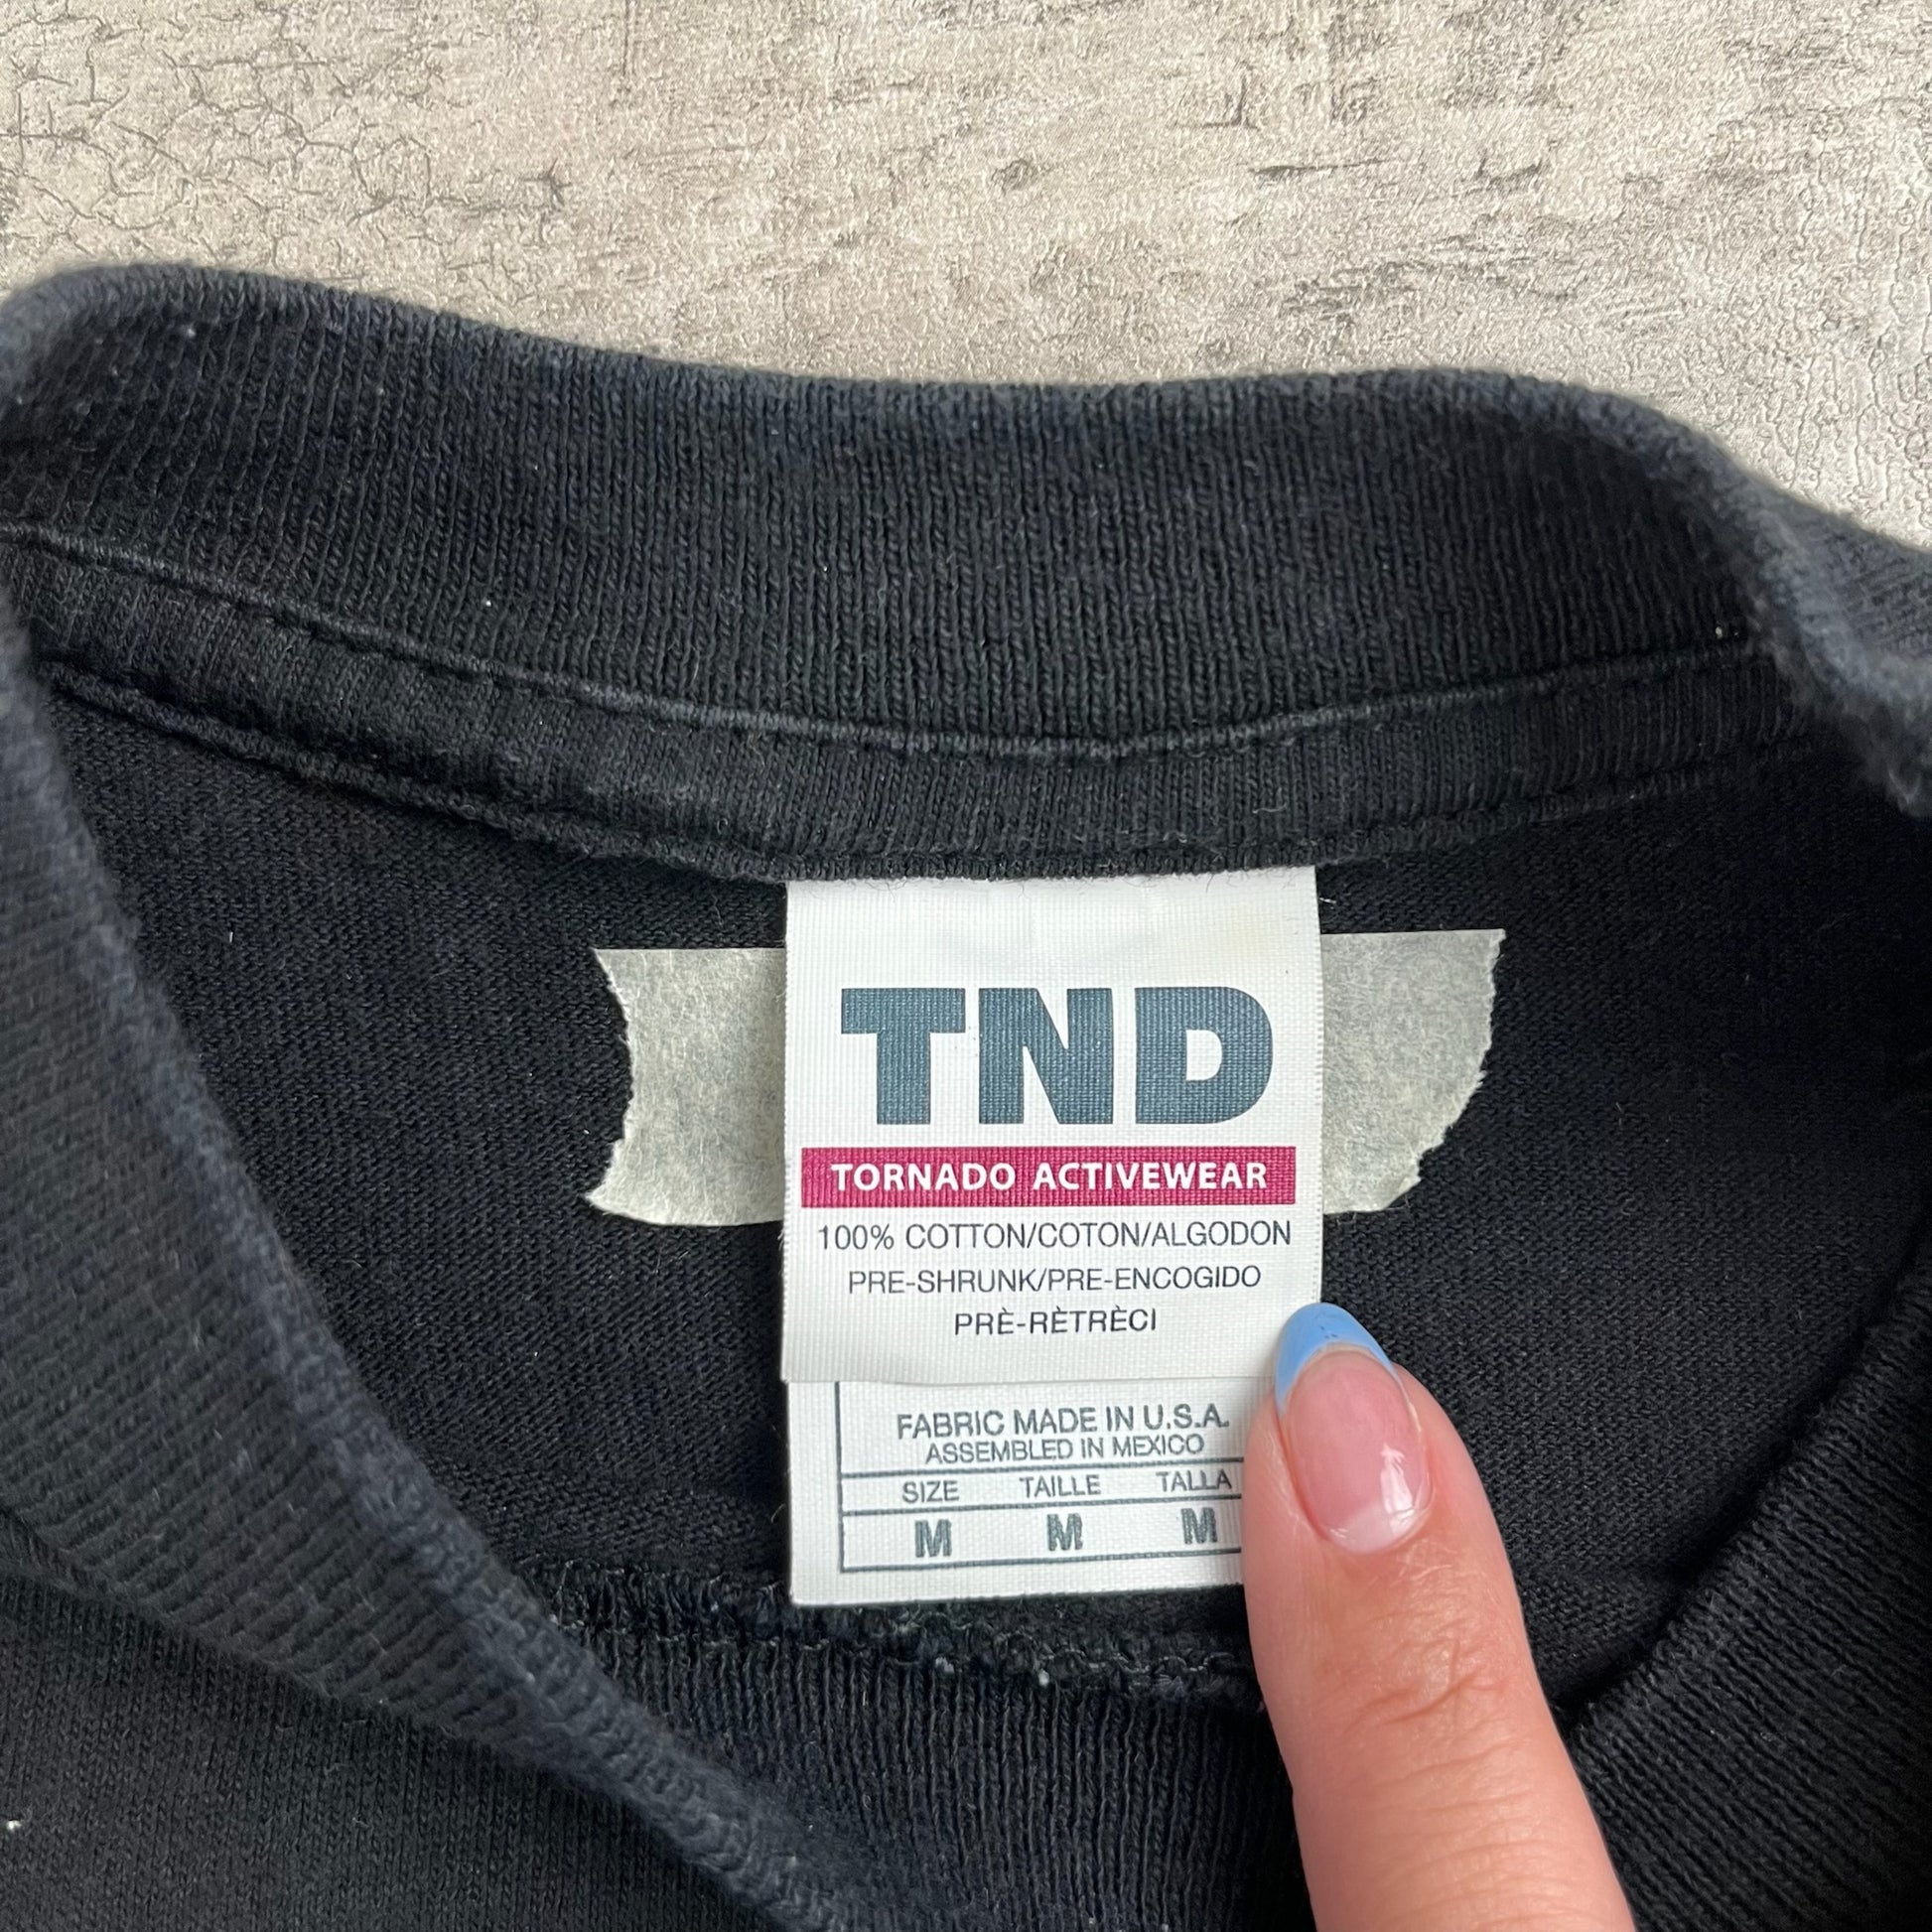 TND
TORNADO ACTIVEWEAR
100% COTTON/COTON/ALGODON
PRE-SHRUNK/PRE-ENCOGIDO
PRÈ-RÈTRÈCI
FABRIC MADE IN U.S.A.
ASSEMBLED IN MEXICO
SIZE TAILLE TALLA
M M M